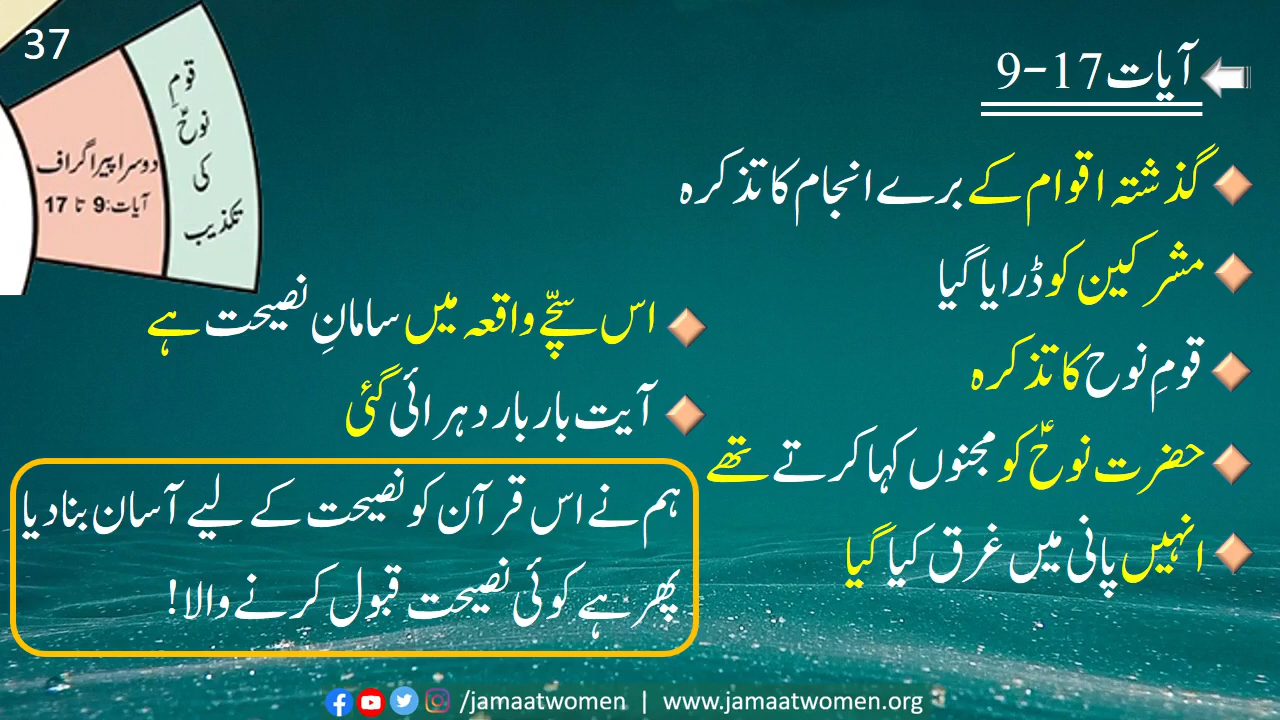 37
قومِ
نوحؑ
کی
تکذیب
دوسرا پیراگراف
آیات: 9 تا 17
آیات 17-9
گذشتہ اقوام کے برے انجام کا تذکرہ
مشرکین کو ڈرایا گیا
قومِ نوح کا تذکرہ
حضرت نوحؑ کو مجنوں کہا کرتے تھے
انہیں پانی میں غرق کیا گیا
اس سچّے واقعہ میں سامانِ نصیحت ہے
آیت بار بار دہرائی گئی
ہم نے اس قرآن کو نصیحت کے لیے آسان بنادیا
پھر ہے کوئی نصیحت قبول کرنے والا!
/jamaatwomen | www.jamaatwomen.org